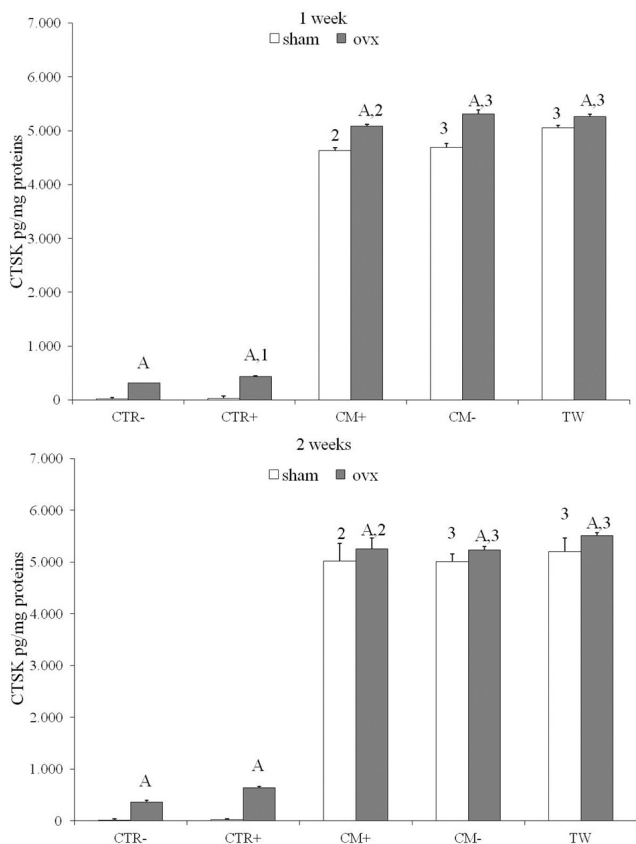 1 week
sham ovx
7.000
6.000
5.000
4.000
3.000
2.000
1.000
0
CTSK pg/mg proteins
A
A,1
2
A,2
3
A,3
3
A,3
CTR- CTR+ CM+ CM- TW
2 weeks
sham ovx
7.000
6.000
5.000
4.000
3.000
2.000
1.000
0
CTSK pg/mg proteins
A
A
2
A,2
3
A,3
3
A,3
CTR- CTR+ CM+ CM- TW